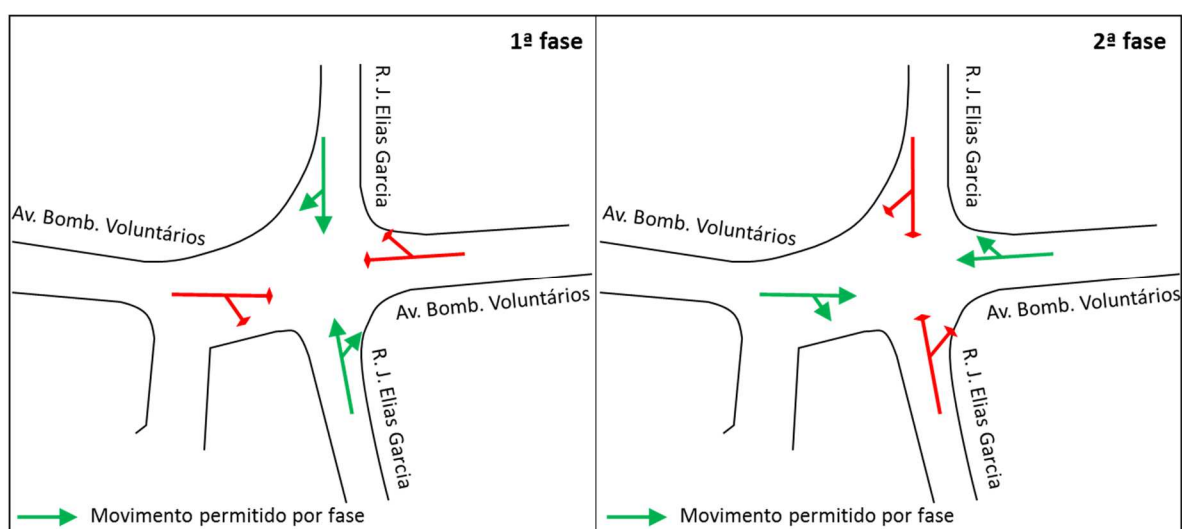 1ª fase
R. J. Elias Garcia
Av. Bomb. Voluntários
Av. Bomb. Voluntários
R. J. Elias Garcia
Movimento permitido por fase
2ª fase
R. J. Elias Garcia
Av. Bomb. Voluntários
Av. Bomb. Voluntários
R. J. Elias Garcia
Movimento permitido por fase